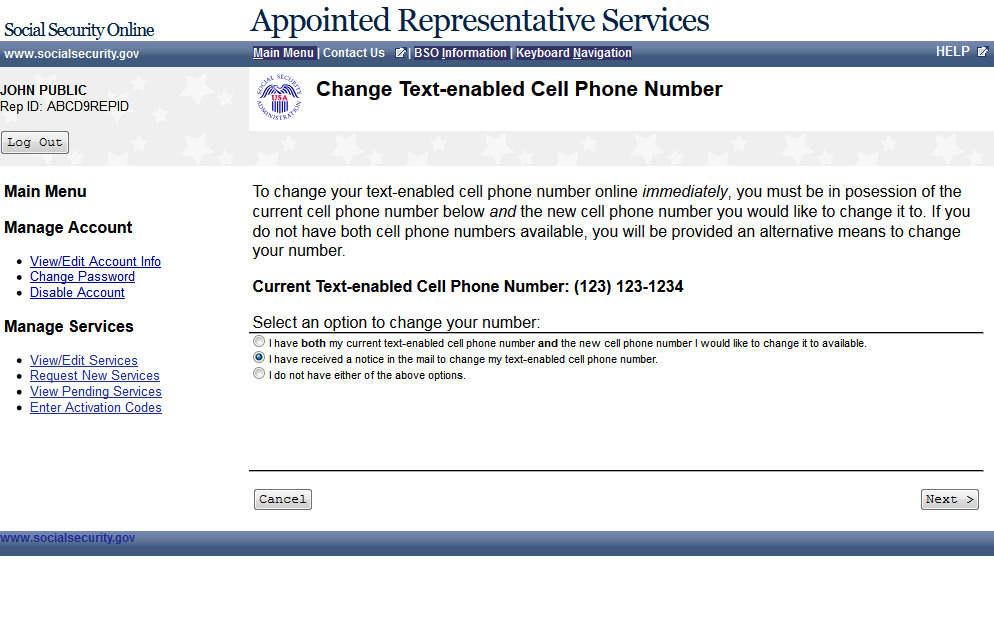 Social Security Online
Appointed Representative Services
www.socialsecurity.gov
Main Menu | Contact Us | BSO Information | Keyboard Navigation
HELP
JOHN PUBLIC
Rep ID: ABCD9REPID
Log Out
SOCIAL SECURITY ADMINISTRATION
USA
Change Text-enabled Cell Phone Number
Main Menu
Manage Account
View/Edit Account Info
Change Password
Disable Account
Manage Services
View/Edit Services
Request New Services
View Pending Services
Enter Activation Codes
To change your text-enabled cell phone number online immediately, you must be in posession of the
current cell phone number below and the new cell phone number you would like to change it to. If you
do not have both cell phone numbers available, you will be provided an alternative means to change
your number.
Current Text-enabled Cell Phone Number: (123) 123-1234
Select an option to change your number:
I have both my current text-enabled cell phone number and the new cell phone number I would like to change it to available.
I have received a notice in the mail to change my text-enabled cell phone number.
I do not have either of the above options.
Cancel
Next >
www.socialsecurity.gov